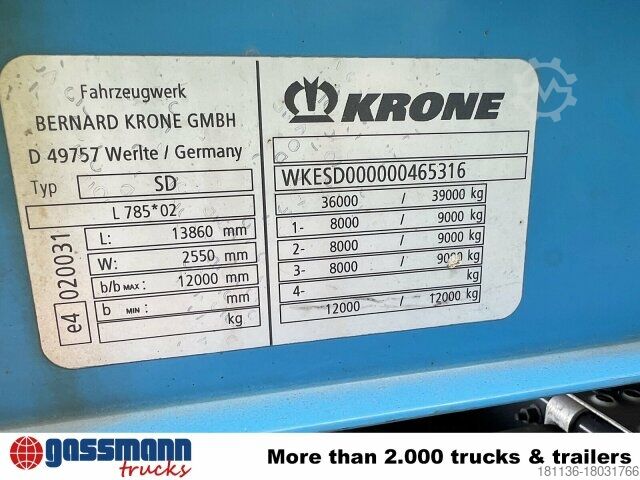 Fahrzeugwerk
BERNARD KRONE GMBH
D 49757 Werlte / Germany
Typ SD
L 785*02
e4 020031
L: 13860 mm
W: 2550 mm
b/b MAX: 12000 mm
b MIN: mm
kg
KRONE
WKESD000000465316
36000 / 39000 kg
1- 8000 / 9000 kg
2- 8000 / 9000 kg
3- 8000 / 9000 kg
4- kg
12000 / 12000 kg
gassmann
trucks
More than 2.000 trucks & trailers
181136-18031766